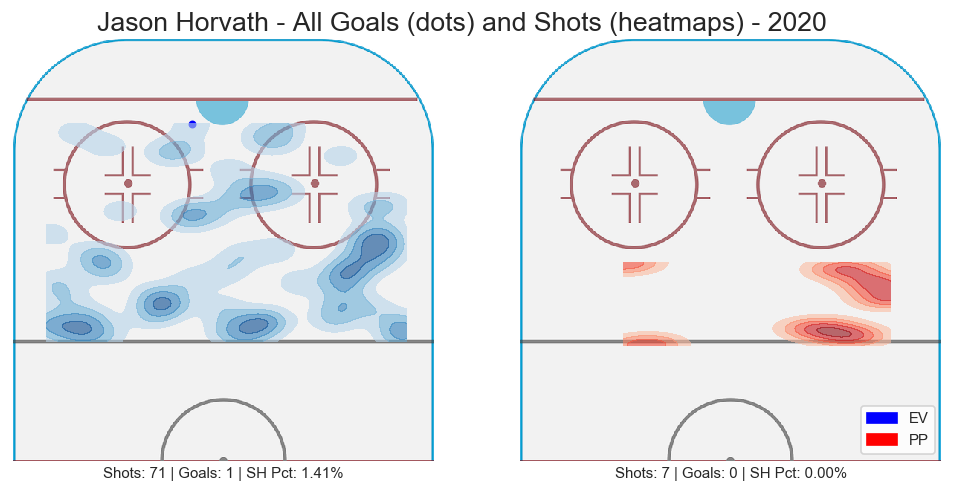 Jason Horvath - All Goals (dots) and Shots (heatmaps) - 2020
EV
PP
Shots: 71 | Goals: 1 | SH Pct: 1.41%
Shots: 7 | Goals: 0 | SH Pct: 0.00%